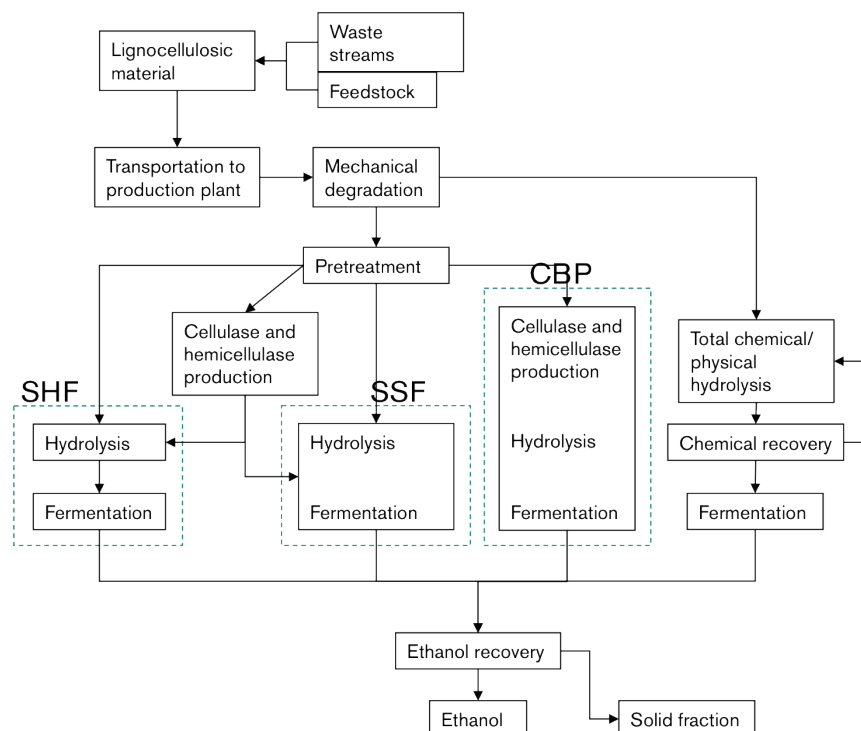 Waste
streams
Lignocellulosic
material
Feedstock
Transportation to
production plant
Mechanical
degradation
Pretreatment
CBP
Cellulase and
hemicellulase
production
Cellulase and
hemicellulase
production
Total chemical/
physical
hydrolysis
SHF
SSF
Hydrolysis
Hydrolysis
Hydrolysis
Chemical recovery
Fermentation
Fermentation
Fermentation
Fermentation
Ethanol recovery
Ethanol
Solid fraction